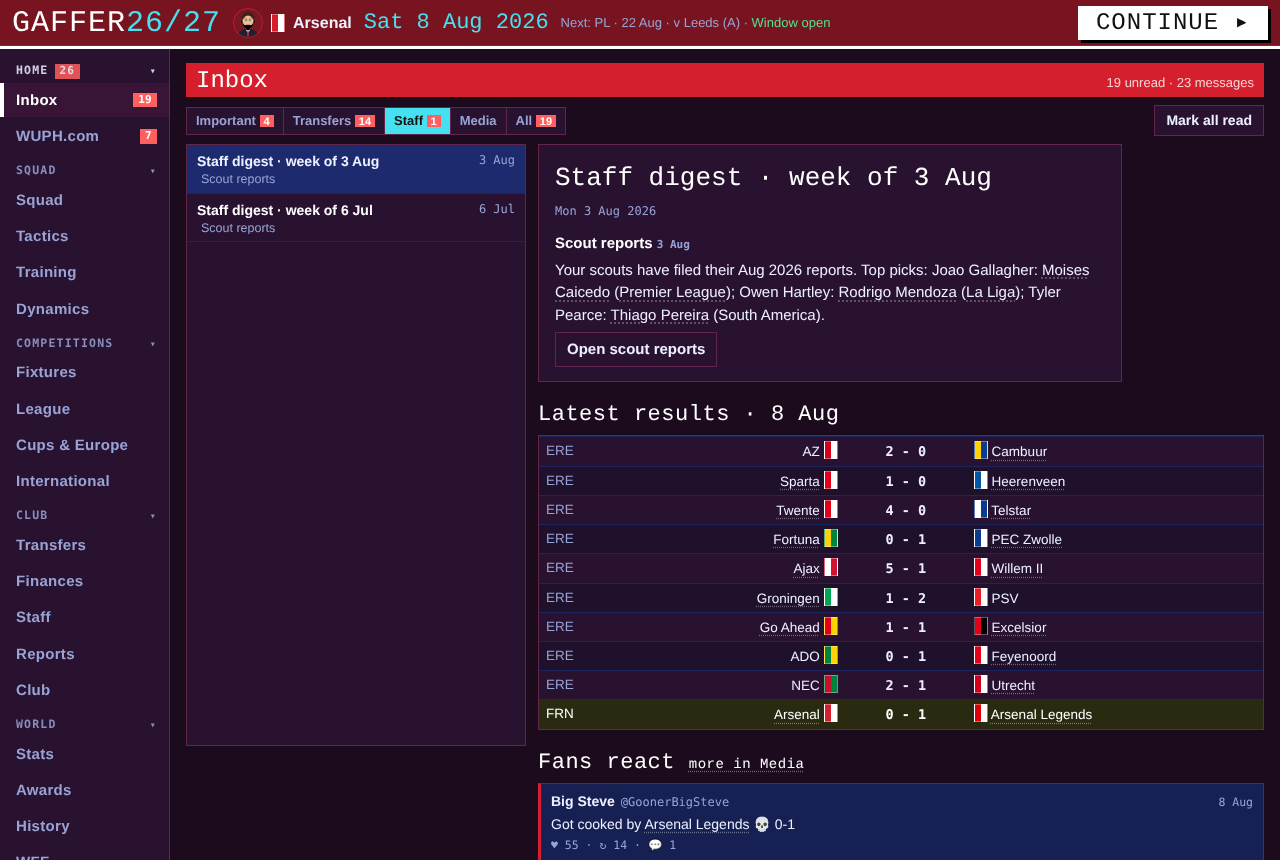 GAFFER26/27 Arsenal Sat 8 Aug 2026 Next: PL · 22 Aug · v Leeds (A) · Window open CONTINUE ►
HOME 26 ▾
Inbox 19
WUPH.com 7
SQUAD ▾
Squad
Tactics
Training
Dynamics
COMPETITIONS ▾
Fixtures
League
Cups & Europe
International
CLUB ▾
Transfers
Finances
Staff
Reports
Club
WORLD ▾
Stats
Awards
History
Inbox 19 unread · 23 messages
Important 4 Transfers 14 Staff 1 Media All 19 Mark all read
Staff digest · week of 3 Aug 3 Aug
Scout reports
Staff digest · week of 6 Jul 6 Jul
Scout reports
Staff digest · week of 3 Aug
Mon 3 Aug 2026
Scout reports 3 Aug
Your scouts have filed their Aug 2026 reports. Top picks: Joao Gallagher: Moises
Caicedo (Premier League); Owen Hartley: Rodrigo Mendoza (La Liga); Tyler
Pearce: Thiago Pereira (South America).
Open scout reports
Latest results · 8 Aug
ERE AZ 2 - 0 Cambuur
ERE Sparta 1 - 0 Heerenveen
ERE Twente 4 - 0 Telstar
ERE Fortuna 0 - 1 PEC Zwolle
ERE Ajax 5 - 1 Willem II
ERE Groningen 1 - 2 PSV
ERE Go Ahead 1 - 1 Excelsior
ERE ADO 0 - 1 Feyenoord
ERE NEC 2 - 1 Utrecht
FRN Arsenal 0 - 1 Arsenal Legends
Fans react more in Media
Big Steve @GoonerBigSteve 8 Aug
Got cooked by Arsenal Legends 💀 0-1
♥ 55 · ↻ 14 · 💬 1